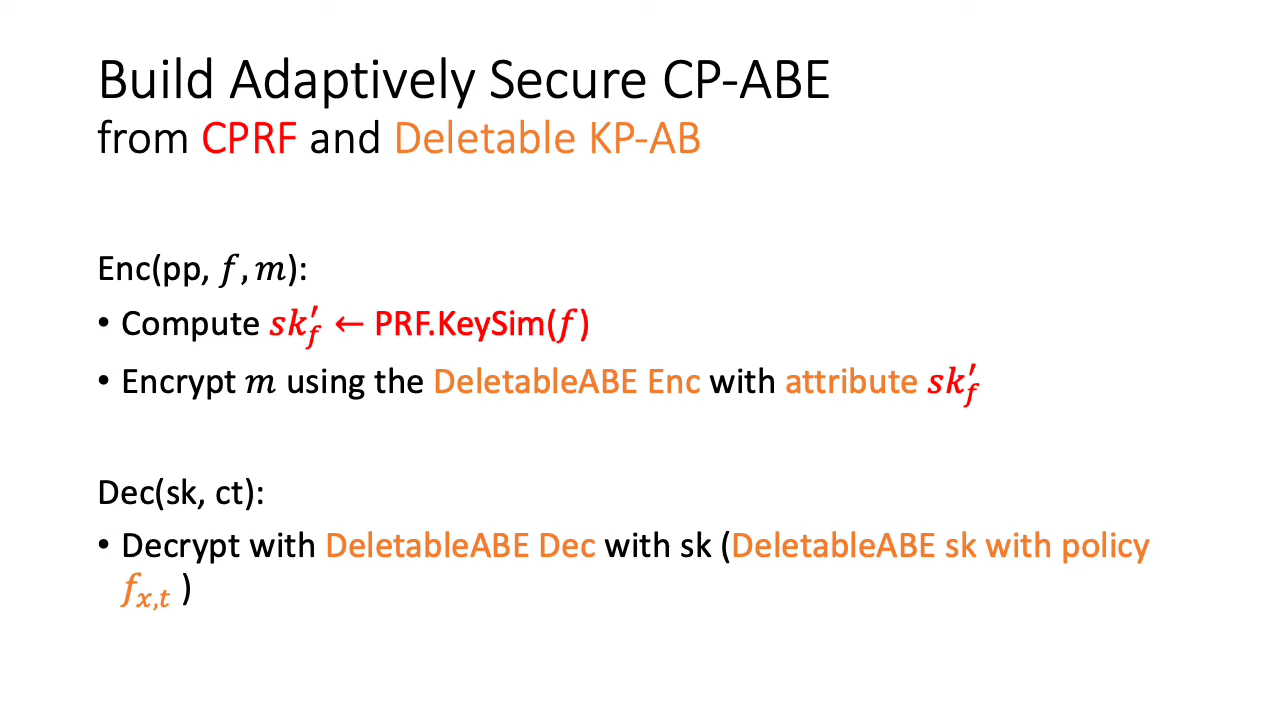 Build Adaptively Secure CP-ABE
from CPRF and Deletable KP-AB
Enc(pp, 𝑓, 𝑚):
• Compute 𝑠𝑘′_𝑓 ← PRF.KeySim(𝑓)
• Encrypt 𝑚 using the DeletableABE Enc with attribute 𝑠𝑘′_𝑓
Dec(sk, ct):
• Decrypt with DeletableABE Dec with sk (DeletableABE sk with policy
𝑓_{𝑥,𝑡} )